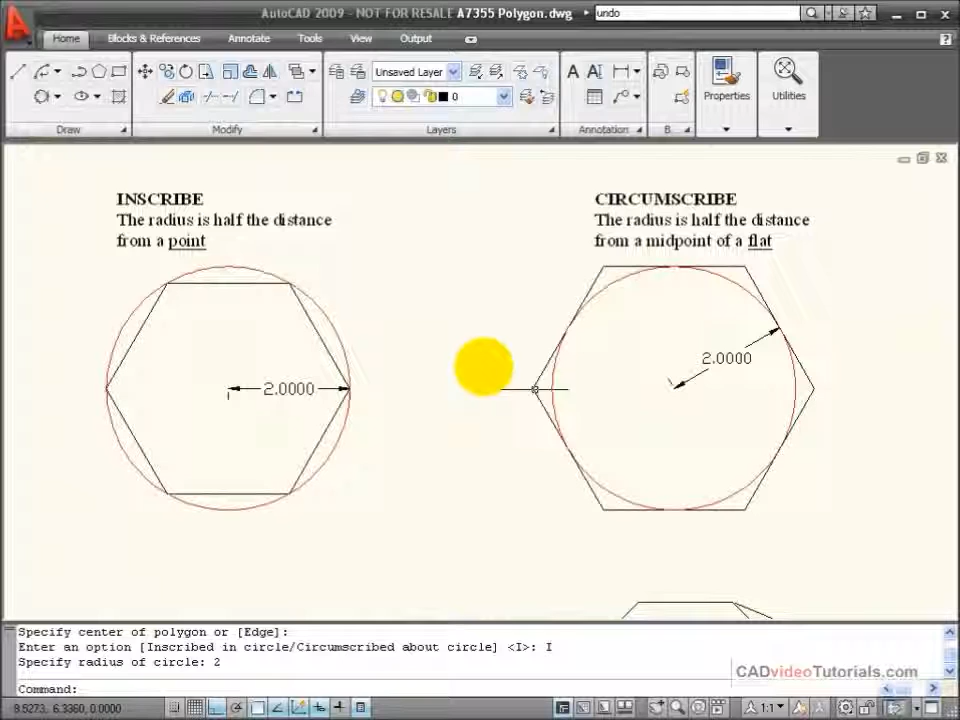 AutoCAD 2009 - NOT FOR RESALE A7355 Polygon.dwg
undo
Home
Blocks & References
Annotate
Tools
View
Output
Unsaved Layer
0
Properties
Utilities
Draw
Modify
Layers
Annotation
B...
INSCRIBE
The radius is half the distance
from a point
CIRCUMSCRIBE
The radius is half the distance
from a midpoint of a flat
2.0000
2.0000
Specify center of polygon or [Edge]:
Enter an option [Inscribed in circle/Circumscribed about circle] <I>: I
Specify radius of circle: 2
Command:
CADvideoTutorials.com
8.5273, 6.3360, 0.0000
1:1